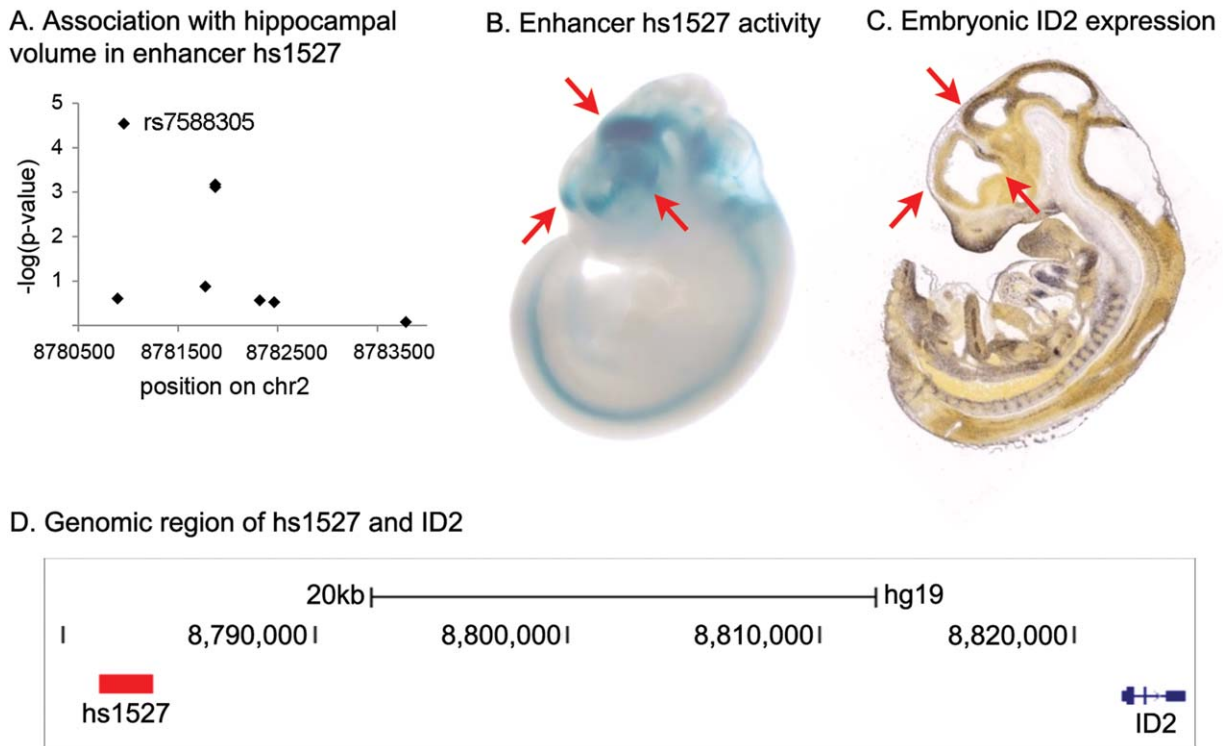 A. Association with hippocampal
volume in enhancer hs1527
B. Enhancer hs1527 activity
C. Embryonic ID2 expression
5
4
3
2
1
-log(p-value)
rs7588305
8780500 8781500 8782500 8783500
position on chr2
D. Genomic region of hs1527 and ID2
20kb hg19
8,790,000 8,800,000 8,810,000 8,820,000
hs1527
ID2